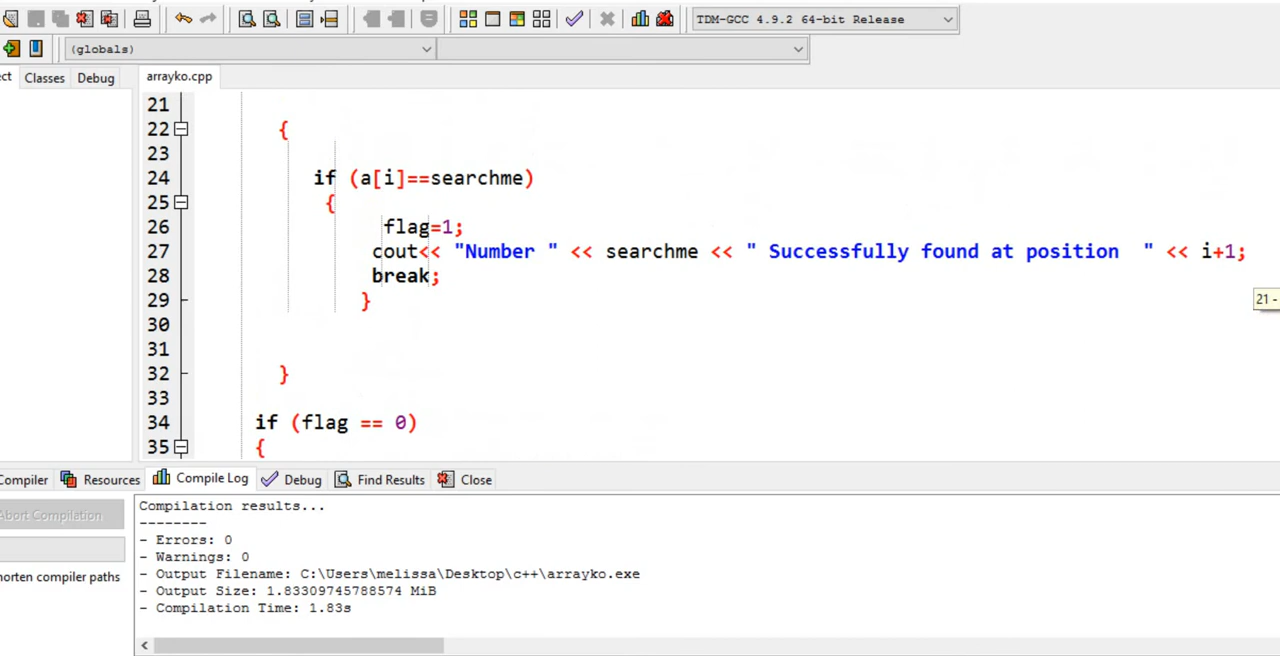 TDM-GCC 4.9.2 64-bit Release
(globals)
Classes Debug arrayko.cpp
21
22 {
23
24 if (a[i]==searchme)
25 {
26 flag=1;
27 cout<< "Number " << searchme << " Successfully found at position  " << i+1;
28 break;
29 }
30
31
32 }
33
34 if (flag == 0)
35 {
21 -
Compiler Resources Compile Log Debug Find Results Close
Abort Compilation
Compilation results...
--------
- Errors: 0
- Warnings: 0
- Output Filename: C:\Users\melissa\Desktop\c++\arrayko.exe
horten compiler paths
- Output Size: 1.83309745788574 MiB
- Compilation Time: 1.83s